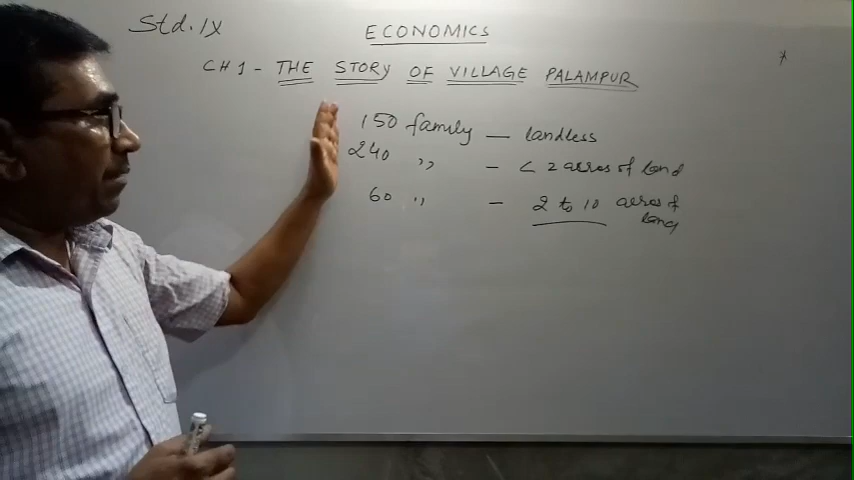 Std. IX
ECONOMICS
CH 1 - THE STORY OF VILLAGE PALAMPUR
150 family — landless
240 ,, - < 2 acres of land
60 ,, - 2 to 10 acres of
land